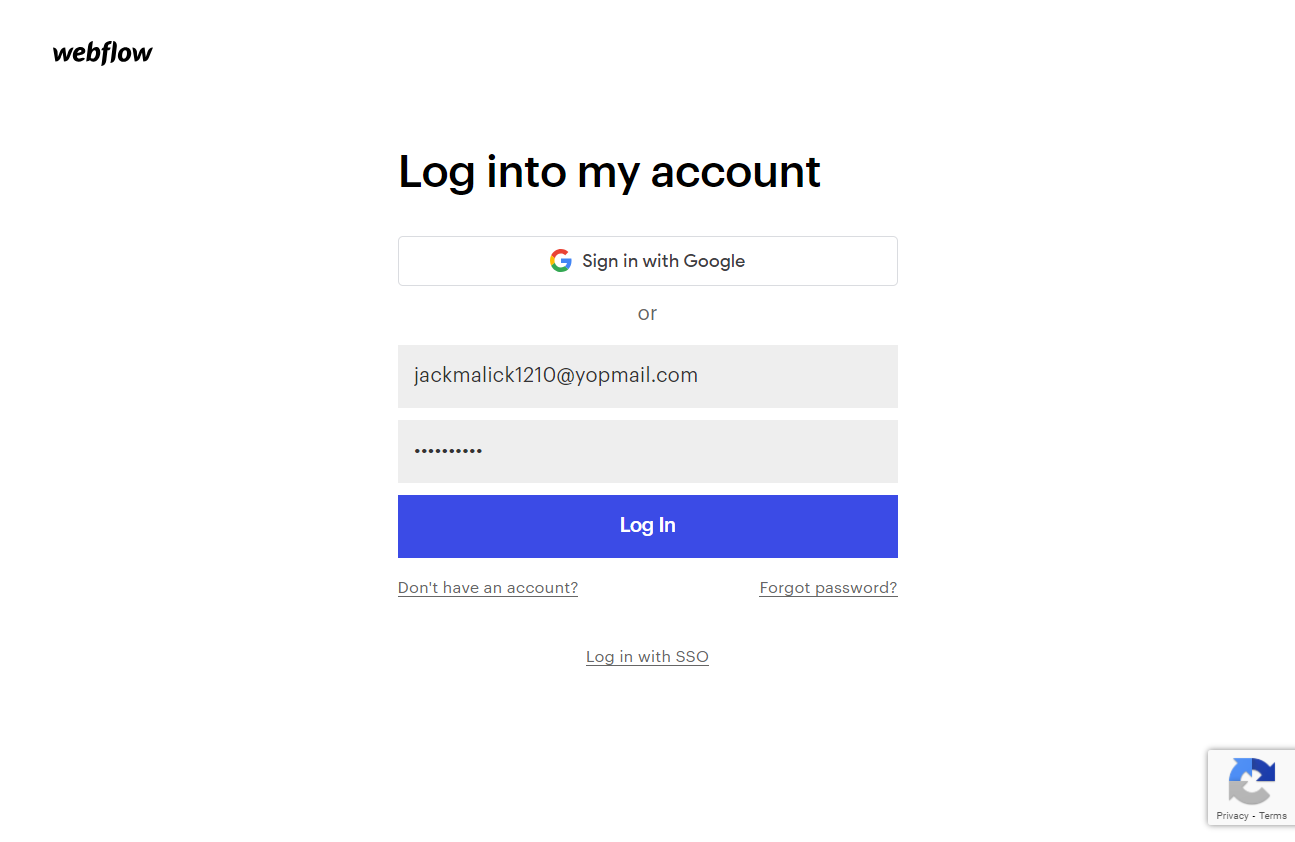 webflow
Log into my account
Sign in with Google
or
jackmalick1210@yopmail.com
••••••••••
Log In
Don't have an account?
Forgot password?
Log in with SSO
Privacy - Terms